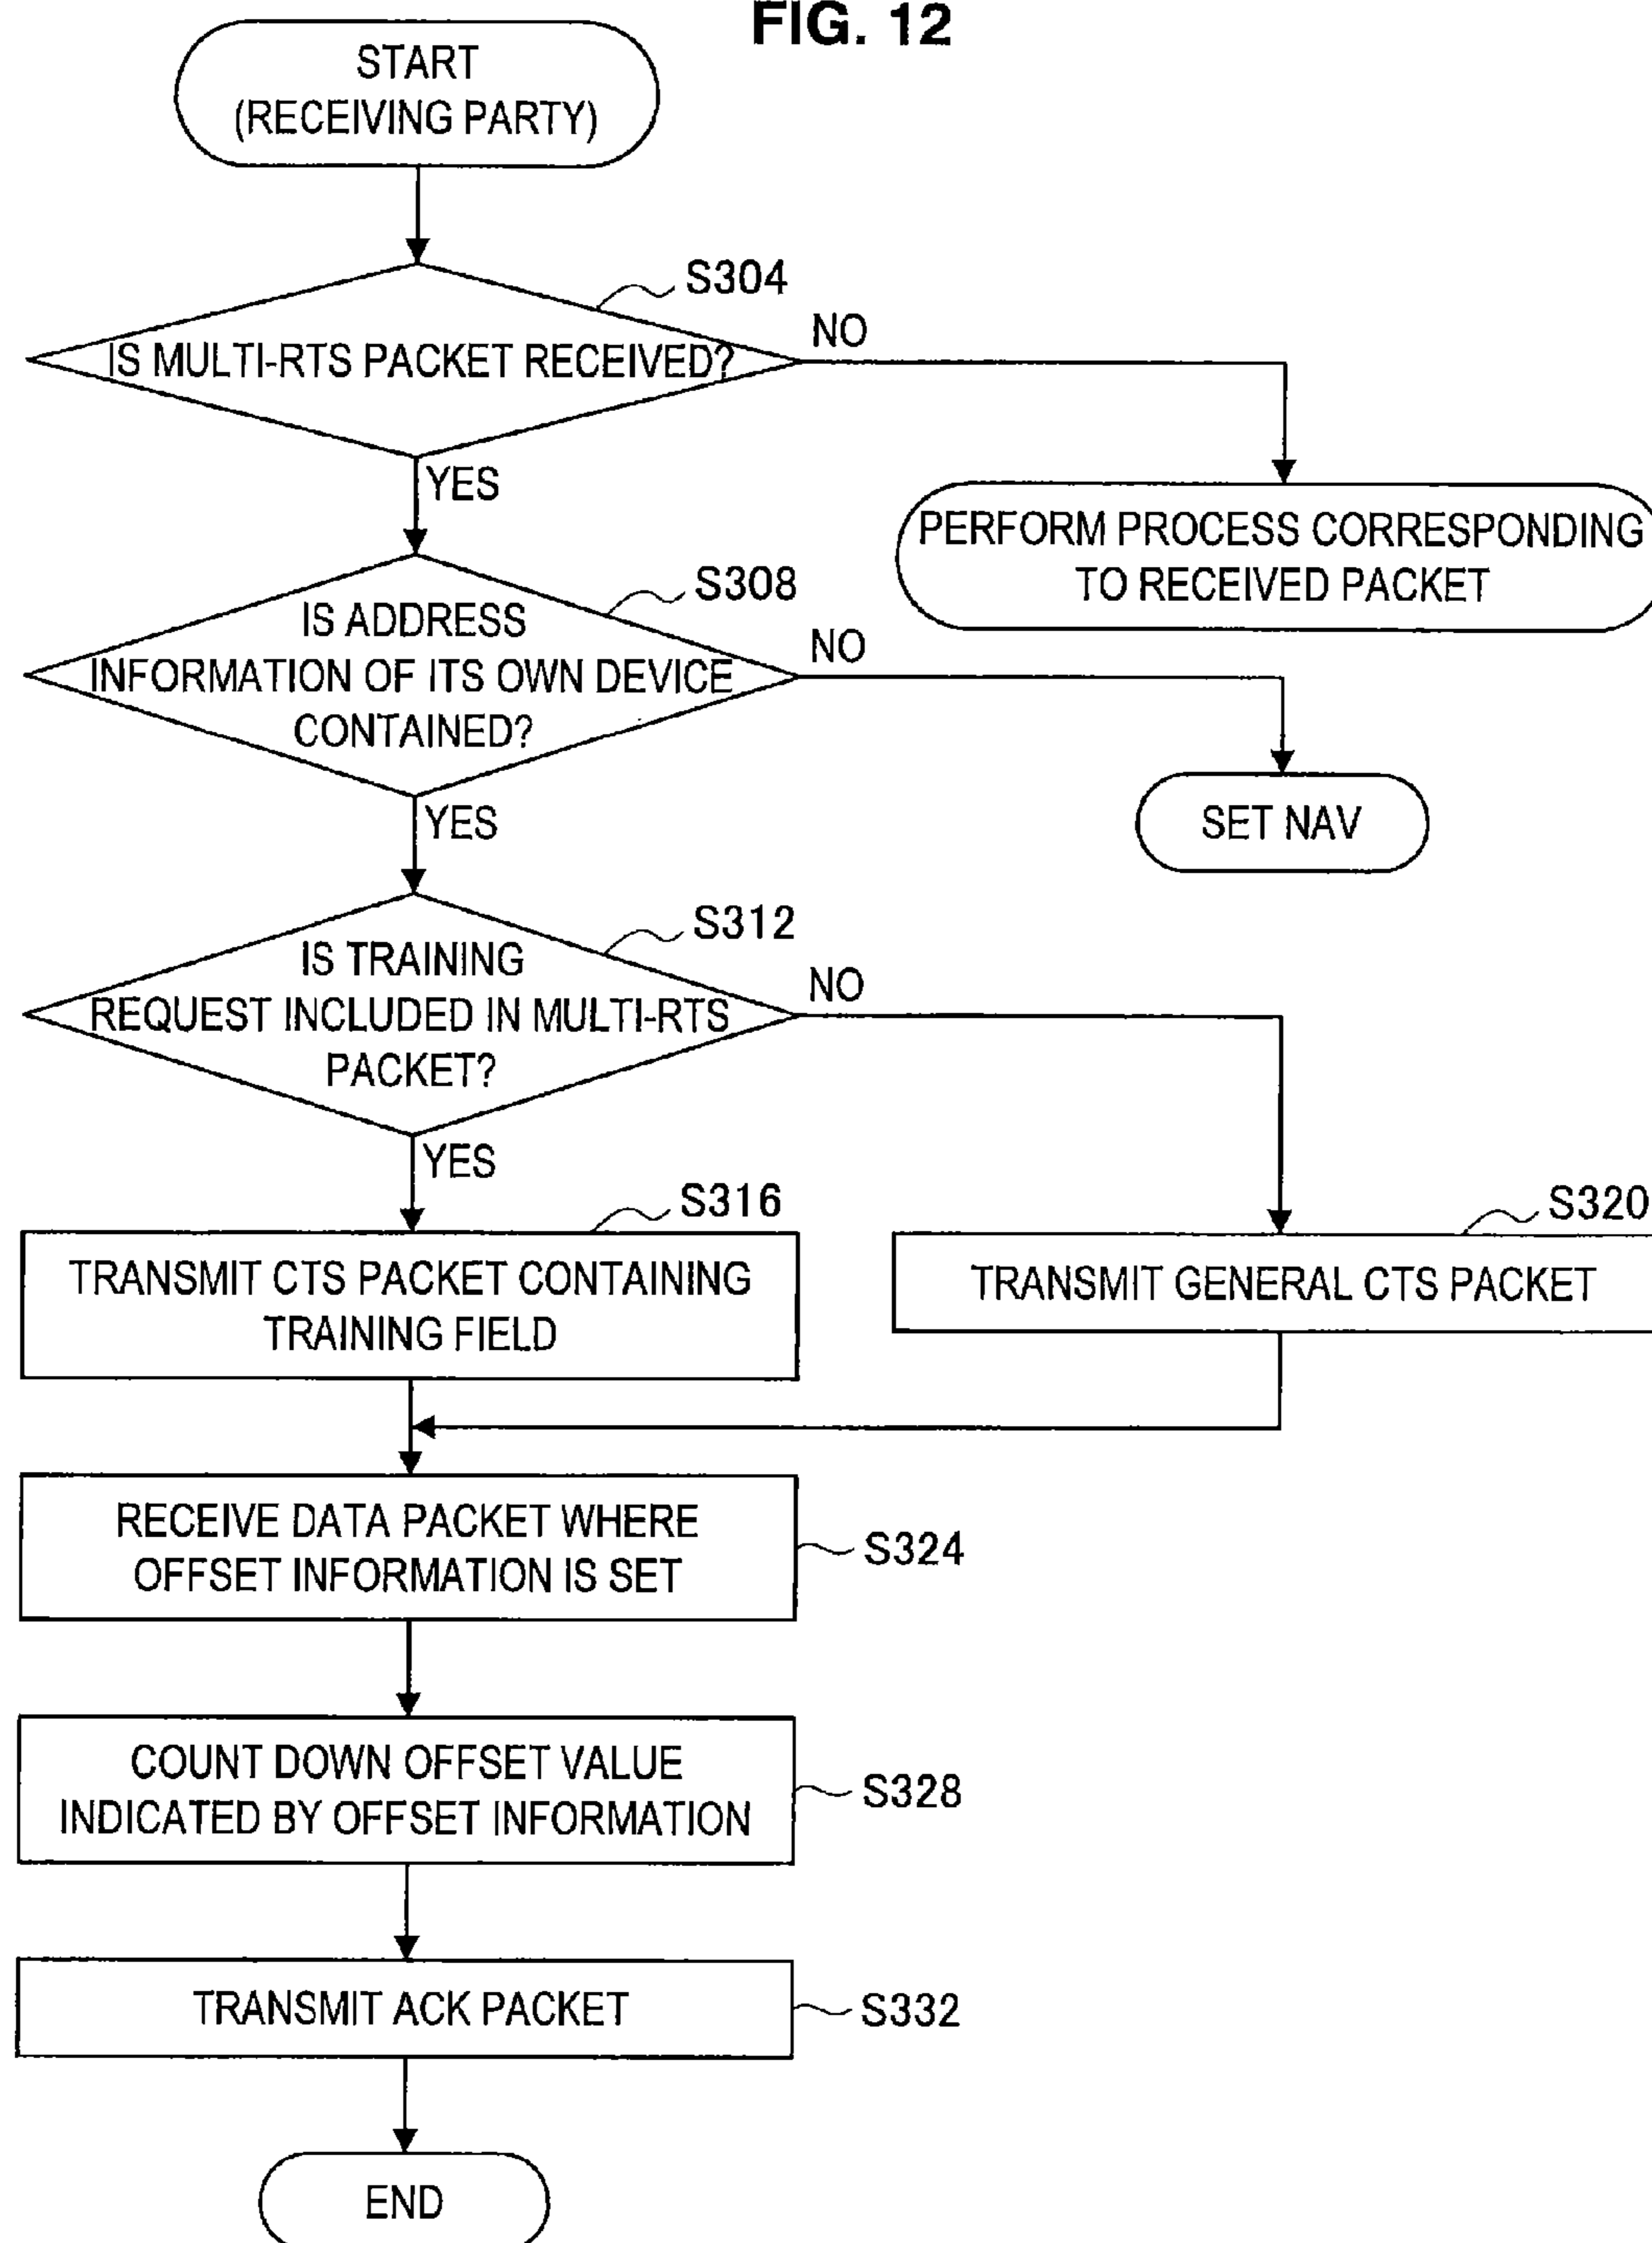 FIG. 12
START
(RECEIVING PARTY)
S304
IS MULTI-RTS PACKET RECEIVED?
NO
YES
PERFORM PROCESS CORRESPONDING
TO RECEIVED PACKET
S308
IS ADDRESS
INFORMATION OF ITS OWN DEVICE
CONTAINED?
NO
YES
SET NAV
S312
IS TRAINING
REQUEST INCLUDED IN MULTI-RTS
PACKET?
NO
YES
S316
TRANSMIT CTS PACKET CONTAINING
TRAINING FIELD
S320
TRANSMIT GENERAL CTS PACKET
RECEIVE DATA PACKET WHERE
OFFSET INFORMATION IS SET
S324
COUNT DOWN OFFSET VALUE
INDICATED BY OFFSET INFORMATION
S328
TRANSMIT ACK PACKET
S332
END